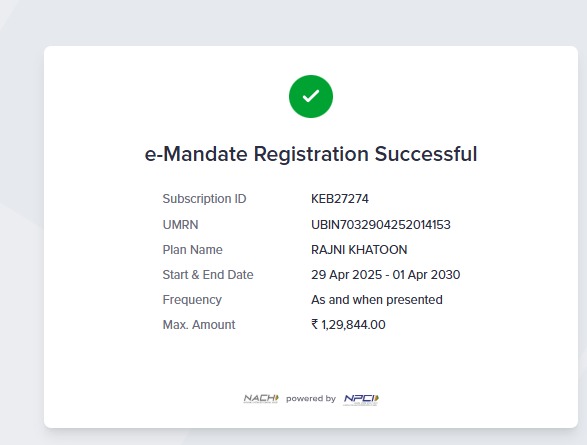 e-Mandate Registration Successful
Subscription ID KEB27274
UMRN UBIN7032904252014153
Plan Name RAJNI KHATOON
Start & End Date 29 Apr 2025 - 01 Apr 2030
Frequency As and when presented
Max. Amount ₹ 1,29,844.00
NACH powered by NPCI